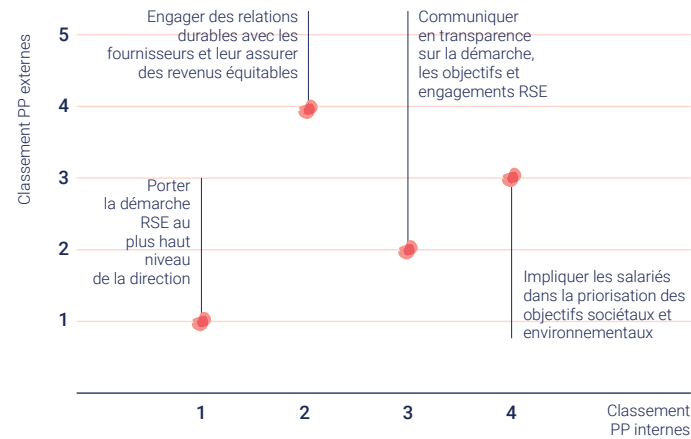 Engager des relations
durables avec les
fournisseurs et leur assurer
des revenus équitables
Communiquer
en transparence
sur la démarche,
les objectifs et
engagements RSE
Classement PP externes
5
4
3
2
1
Porter
la démarche
RSE au
plus haut
niveau
de la direction
Impliquer les salariés
dans la priorisation des
objectifs sociétaux et
environnementaux
1
2
3
4
Classement
PP internes